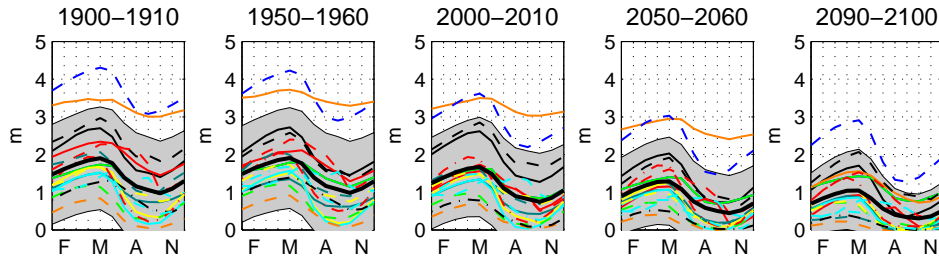 1900−1910 1950−1960 2000−2010 2050−2060 2090−2100
5 5 5 5 5
4 4 4 4 4
3 3 3 3 3
m m m m m
2 2 2 2 2
1 1 1 1 1
0 0 0 0 0
F M A N F M A N F M A N F M A N F M A N